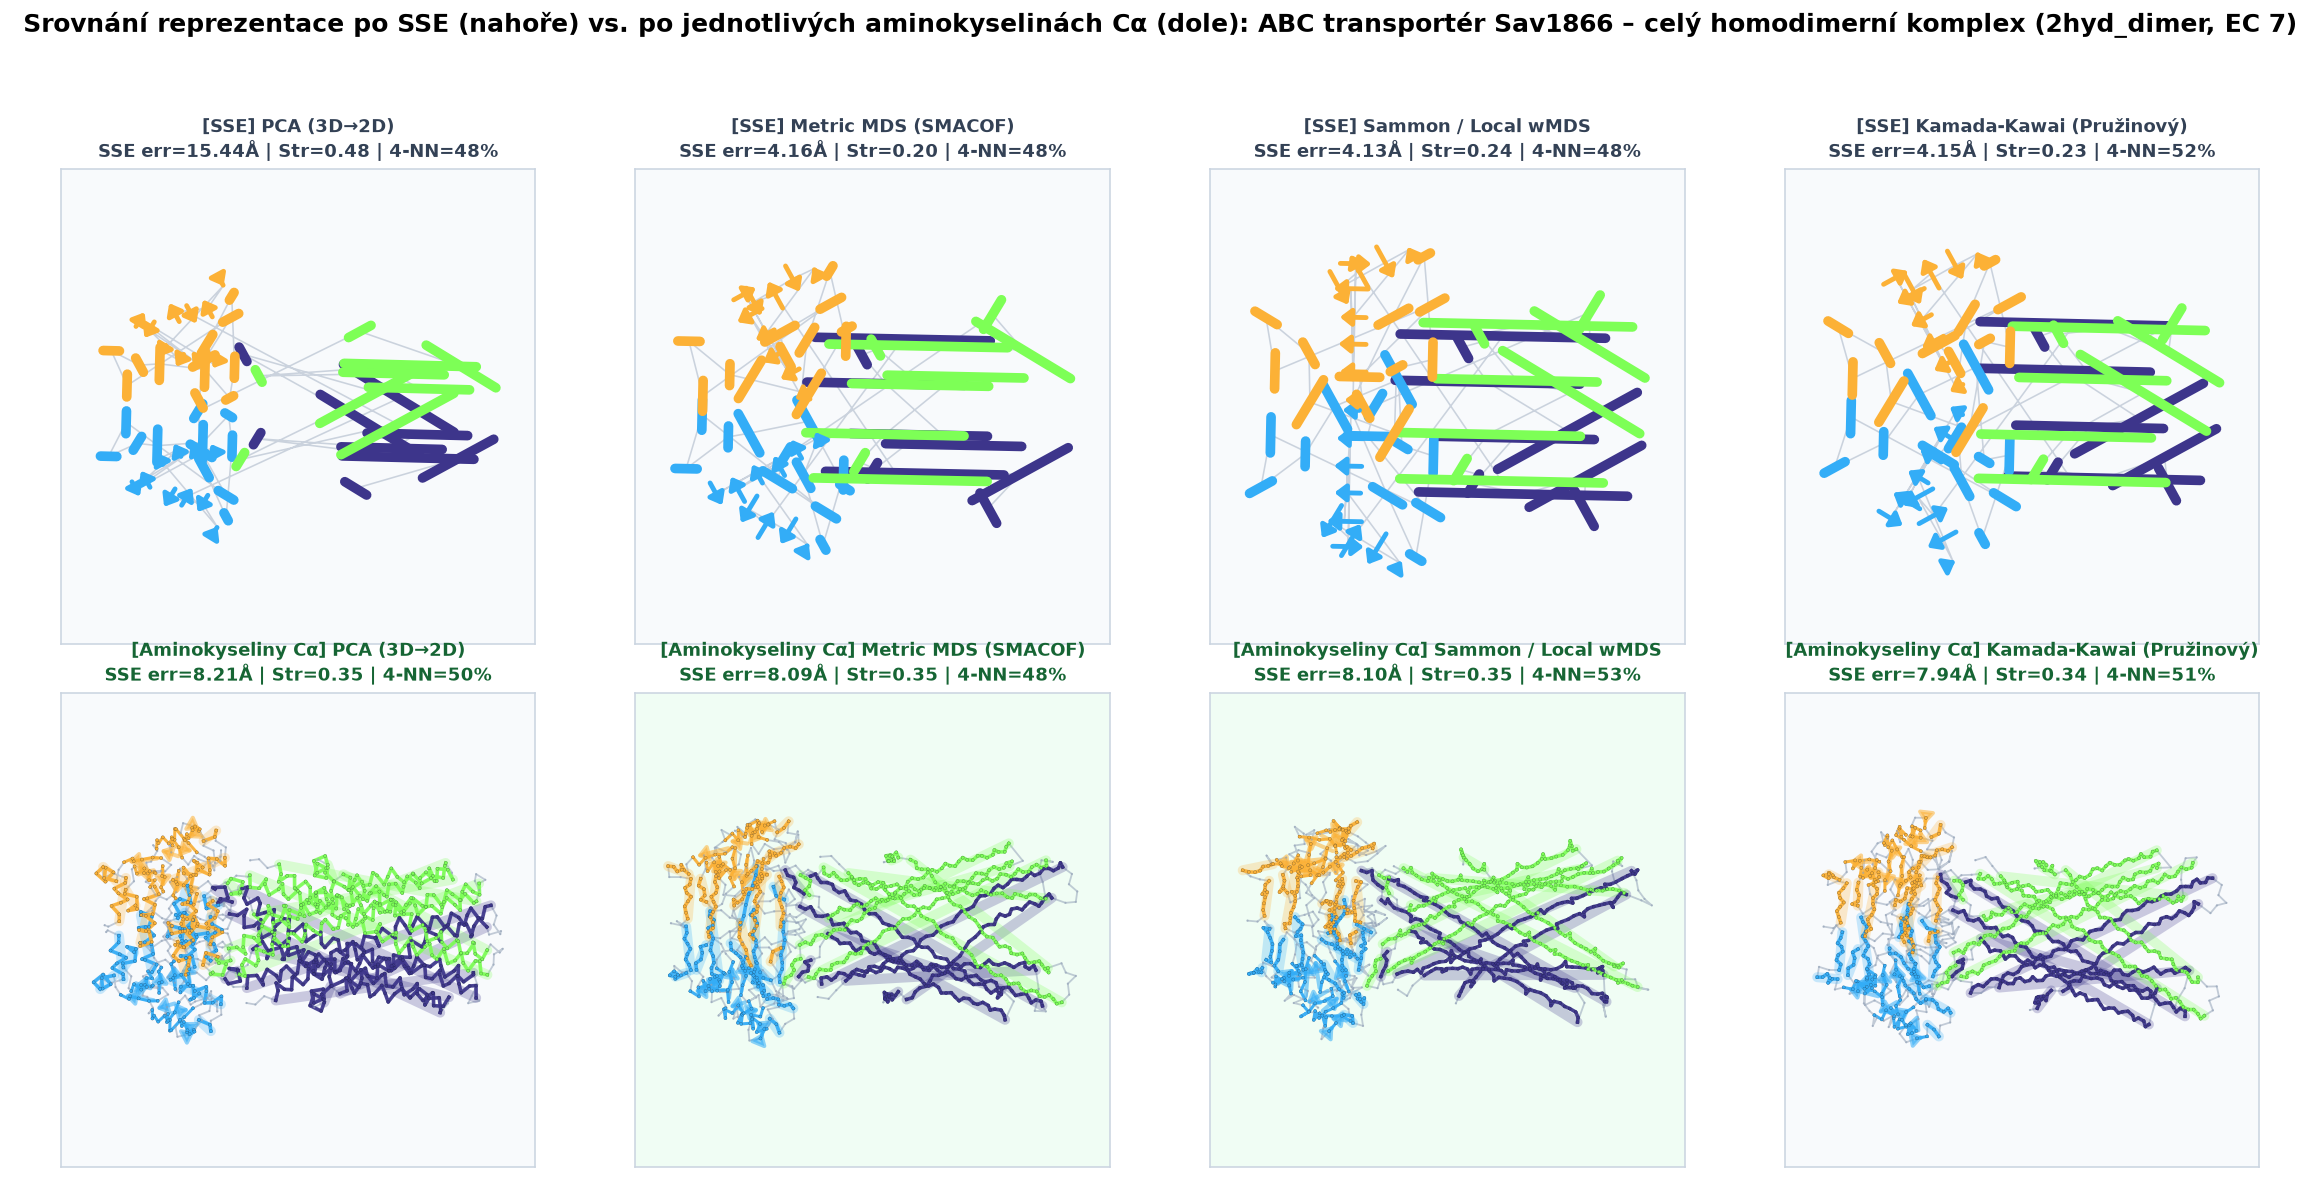 Srovnání reprezentace po SSE (nahoře) vs. po jednotlivých aminokyselinách Cα (dole): ABC transportér Sav1866 – celý homodimerní komplex (2hyd_dimer, EC 7)
[SSE] PCA (3D→2D)
SSE err=15.44Å | Str=0.48 | 4-NN=48%
[SSE] Metric MDS (SMACOF)
SSE err=4.16Å | Str=0.20 | 4-NN=48%
[SSE] Sammon / Local wMDS
SSE err=4.13Å | Str=0.24 | 4-NN=48%
[SSE] Kamada-Kawai (Pružinový)
SSE err=4.15Å | Str=0.23 | 4-NN=52%
[Aminokyseliny Cα] PCA (3D→2D)
SSE err=8.21Å | Str=0.35 | 4-NN=50%
[Aminokyseliny Cα] Metric MDS (SMACOF)
SSE err=8.09Å | Str=0.35 | 4-NN=48%
[Aminokyseliny Cα] Sammon / Local wMDS
SSE err=8.10Å | Str=0.35 | 4-NN=53%
[Aminokyseliny Cα] Kamada-Kawai (Pružinový)
SSE err=7.94Å | Str=0.34 | 4-NN=51%